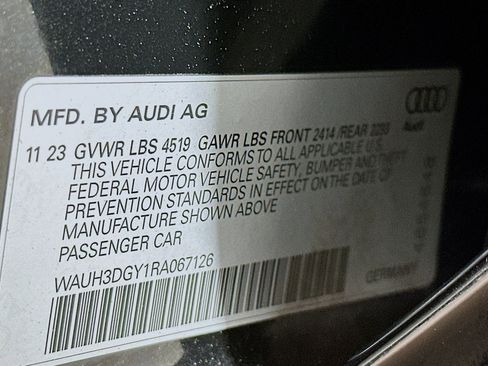 MFD. BY AUDI AG
Audi
11 23 GVWR LBS 4519 GAWR LBS FRONT 2414 /REAR 2293
THIS VEHICLE CONFORMS TO ALL APPLICABLE U.S.
FEDERAL MOTOR VEHICLE SAFETY, BUMPER AND THEFT
PREVENTION STANDARDS IN EFFECT ON THE DATE OF
MANUFACTURE SHOWN ABOVE
PASSENGER CAR
WAUH3DGY1RA067126
GERMANY